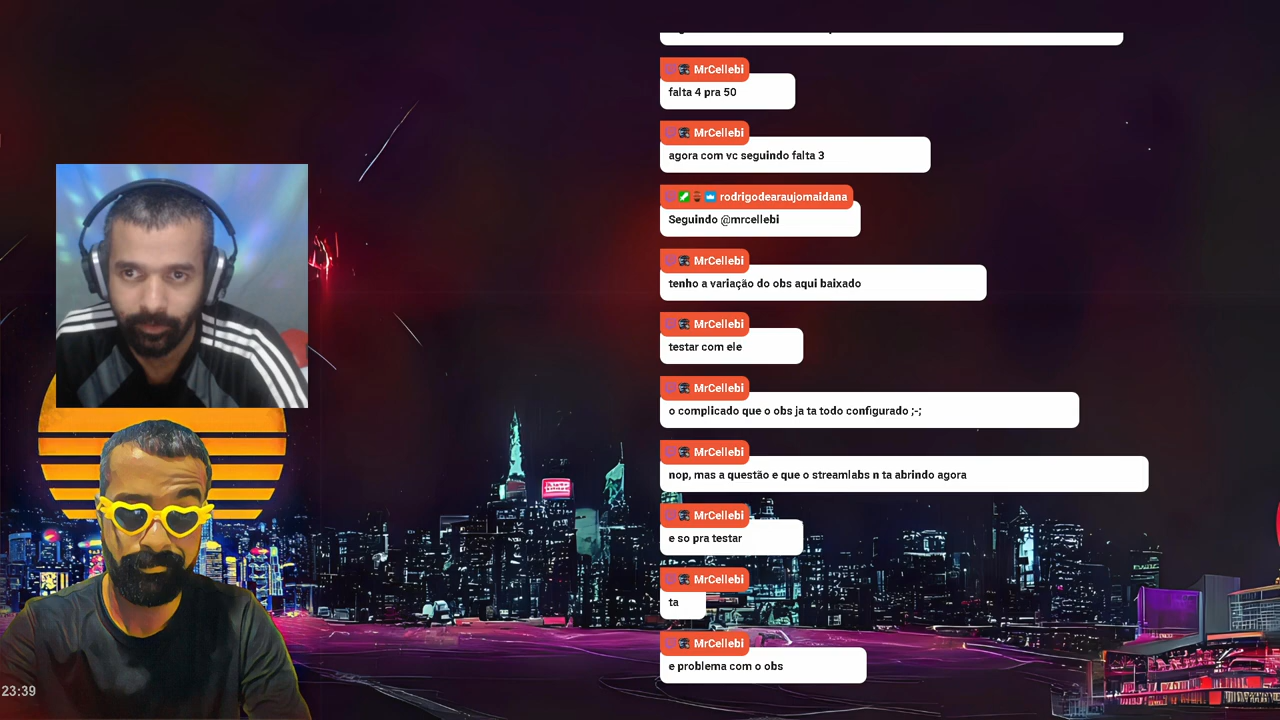 MrCellebi
falta 4 pra 50
MrCellebi
agora com vc seguindo falta 3
rodrigodearaujomaidana
Seguindo @mrcellebi
MrCellebi
tenho a variação do obs aqui baixado
MrCellebi
testar com ele
MrCellebi
o complicado que o obs ja ta todo configurado ;-;
MrCellebi
nop, mas a questão e que o streamlabs n ta abrindo agora
MrCellebi
e so pra testar
MrCellebi
ta
MrCellebi
e problema com o obs
23:39